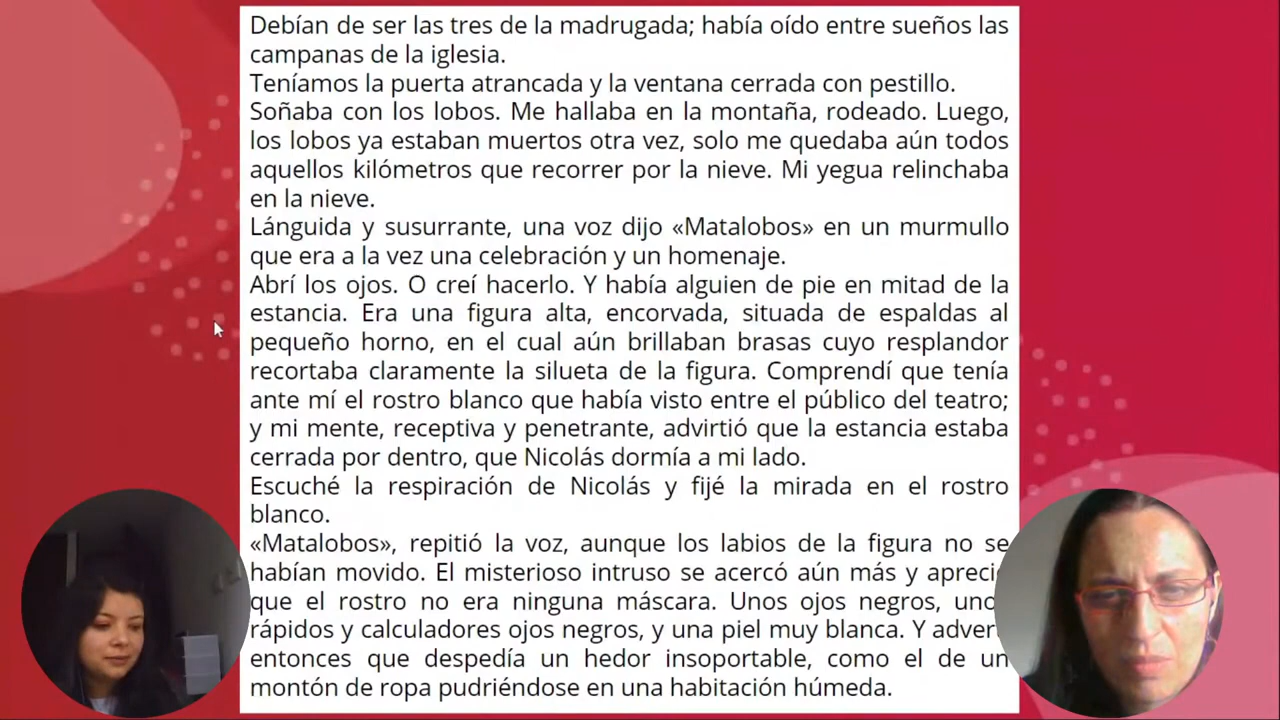 Debían de ser las tres de la madrugada; había oído entre sueños las
campanas de la iglesia.
Teníamos la puerta atrancada y la ventana cerrada con pestillo.
Soñaba con los lobos. Me hallaba en la montaña, rodeado. Luego,
los lobos ya estaban muertos otra vez, solo me quedaba aún todos
aquellos kilómetros que recorrer por la nieve. Mi yegua relinchaba
en la nieve.
Lánguida y susurrante, una voz dijo «Matalobos» en un murmullo
que era a la vez una celebración y un homenaje.
Abrí los ojos. O creí hacerlo. Y había alguien de pie en mitad de la
estancia. Era una figura alta, encorvada, situada de espaldas al
pequeño horno, en el cual aún brillaban brasas cuyo resplandor
recortaba claramente la silueta de la figura. Comprendí que tenía
ante mí el rostro blanco que había visto entre el público del teatro;
y mi mente, receptiva y penetrante, advirtió que la estancia estaba
cerrada por dentro, que Nicolás dormía a mi lado.
Escuché la respiración de Nicolás y fijé la mirada en el rostro
blanco.
«Matalobos», repitió la voz, aunque los labios de la figura no se
habían movido. El misterioso intruso se acercó aún más y
que el rostro no era ninguna máscara. Unos ojos negros,
rápidos y calculadores ojos negros, y una piel muy blanca. Y
entonces que despedía un hedor insoportable, como el de un
montón de ropa pudriéndose en una habitación húmeda.